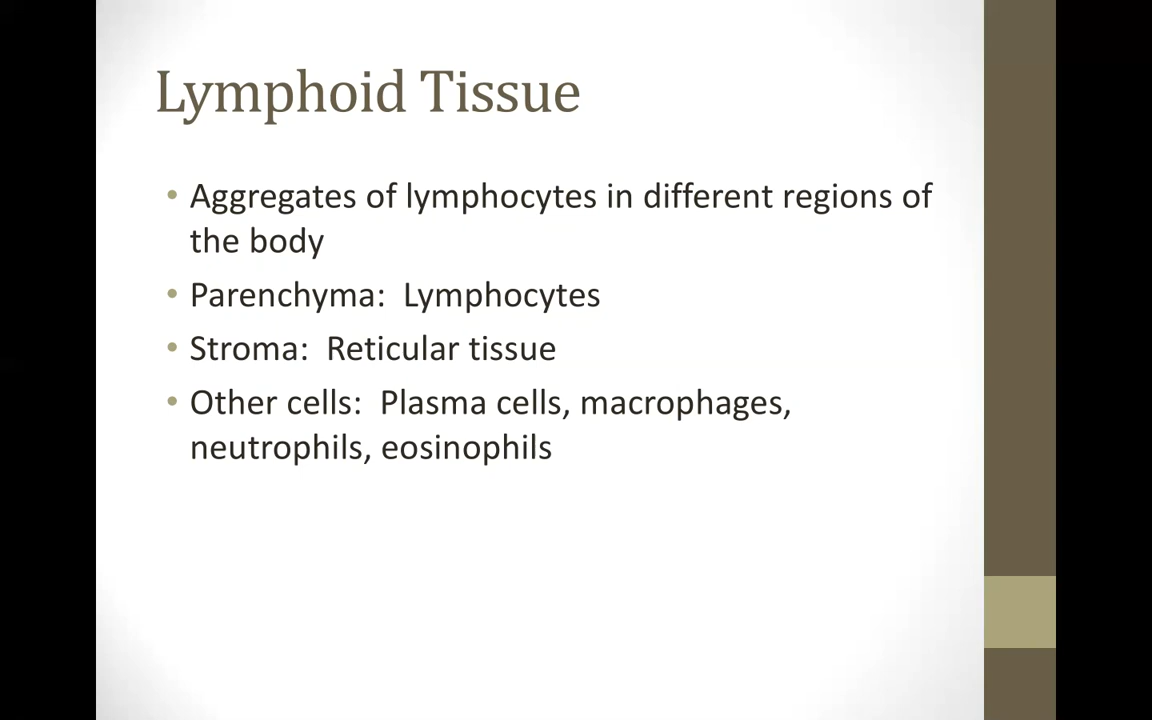 Lymphoid Tissue
• Aggregates of lymphocytes in different regions of
the body
• Parenchyma:  Lymphocytes
• Stroma:  Reticular tissue
• Other cells:  Plasma cells, macrophages,
neutrophils, eosinophils